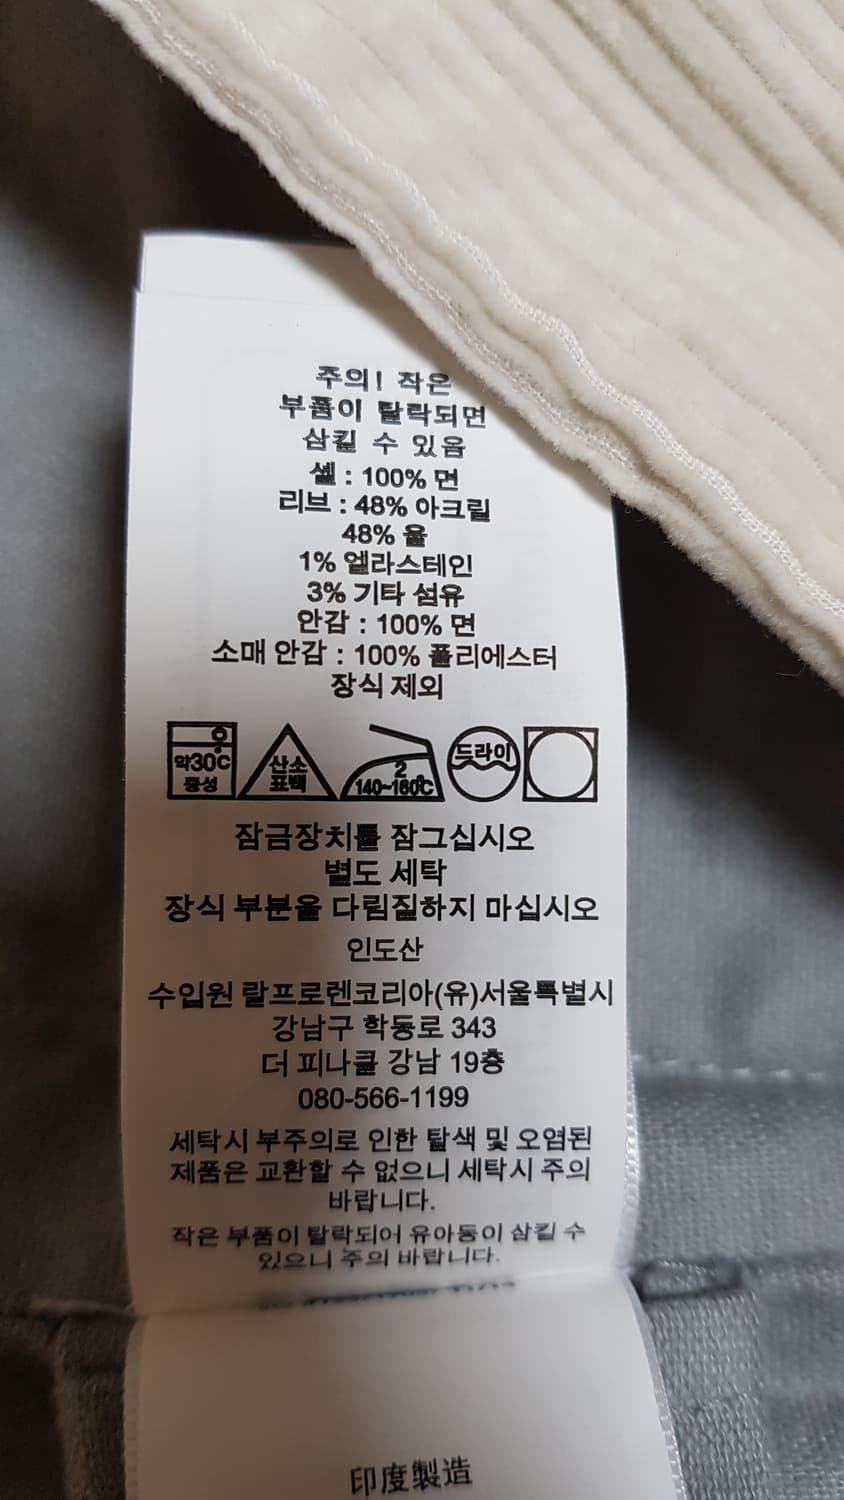 주의! 작은
부품이 탈락되면
삼킬 수 있음
셸 : 100% 면
리브 : 48% 아크릴
48% 울
1% 엘라스테인
3% 기타 섬유
안감 : 100% 면
소매 안감 : 100% 폴리에스터
장식 제외
약30℃
중성
산소
표백
2
140~160℃
드라이
잠금장치를 잠그십시오
별도 세탁
장식 부분을 다림질하지 마십시오
인도산
수입원 랄프로렌코리아(유)서울특별시
강남구 학동로 343
더 피나클 강남 19층
080-566-1199
세탁시 부주의로 인한 탈색 및 오염된
제품은 교환할 수 없으니 세탁시 주의
바랍니다.
작은 부품이 탈락되어 유아동이 삼킬 수
있으니 주의 바랍니다.
印度製造